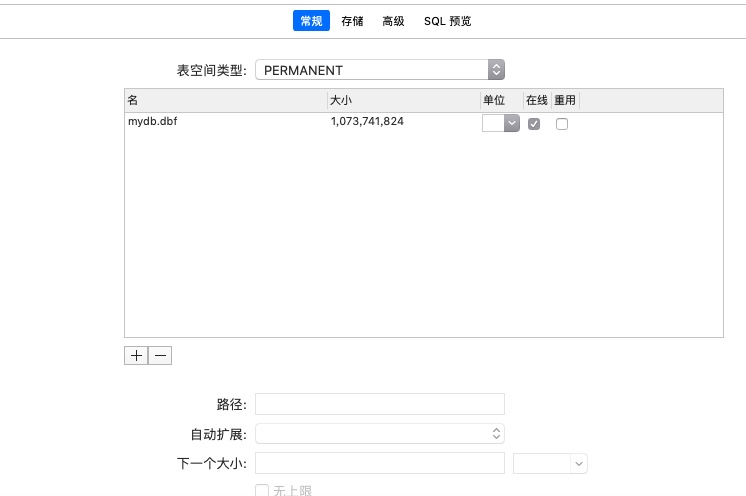 常规 存储 高级 SQL 预览
表空间类型: PERMANENT
名 大小 单位 在线 重用
mydb.dbf 1,073,741,824
路径:
自动扩展:
下一个大小:
无上限